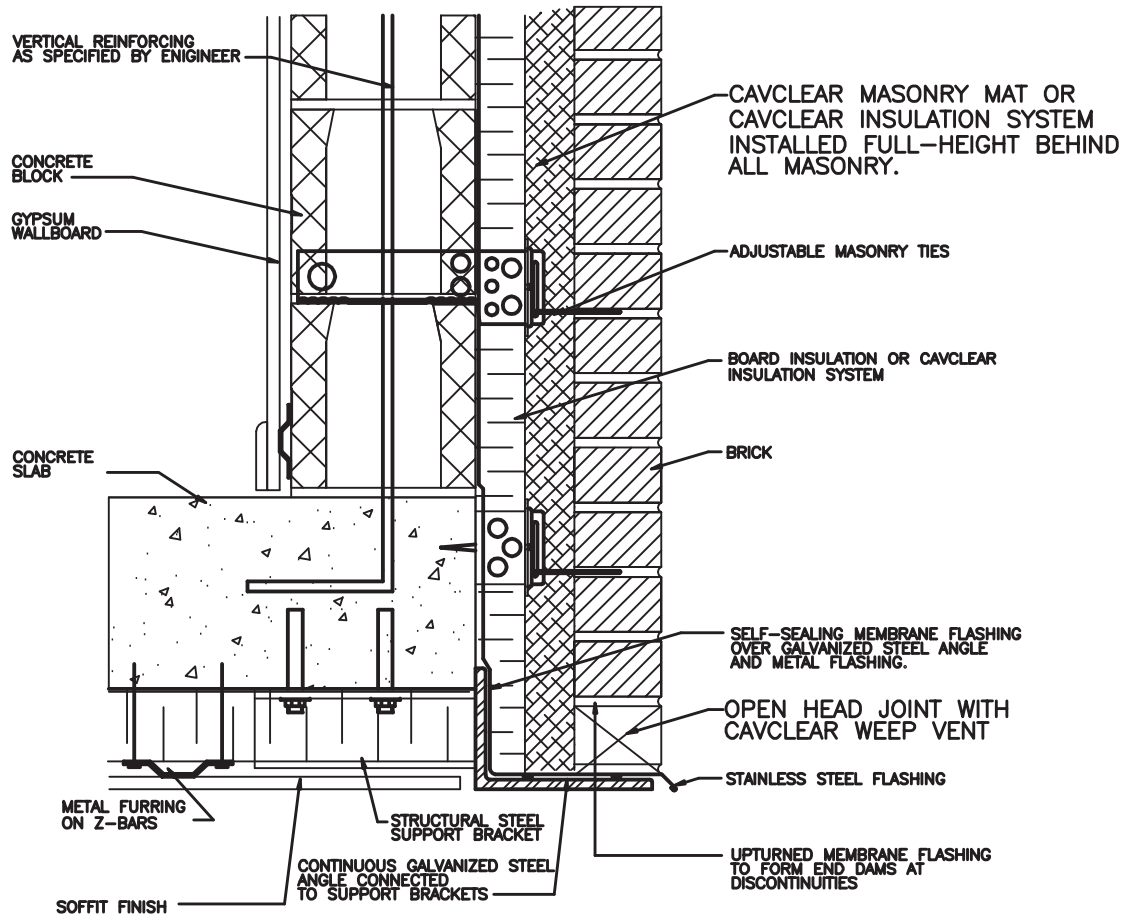 VERTICAL REINFORCING
AS SPECIFIED BY ENIGINEER
CAVCLEAR MASONRY MAT OR
CAVCLEAR INSULATION SYSTEM
INSTALLED FULL-HEIGHT BEHIND
ALL MASONRY.
CONCRETE
BLOCK
GYPSUM
WALLBOARD
ADJUSTABLE MASONRY TIES
BOARD INSULATION OR CAVCLEAR
INSULATION SYSTEM
BRICK
CONCRETE
SLAB
SELF-SEALING MEMBRANE FLASHING
OVER GALVANIZED STEEL ANGLE
AND METAL FLASHING.
OPEN HEAD JOINT WITH
CAVCLEAR WEEP VENT
STAINLESS STEEL FLASHING
METAL FURRING
ON Z-BARS
STRUCTURAL STEEL
SUPPORT BRACKET
UPTURNED MEMBRANE FLASHING
TO FORM END DAMS AT
DISCONTINUITIES
CONTINUOUS GALVANIZED STEEL
ANGLE CONNECTED
TO SUPPORT BRACKETS
SOFFIT FINISH